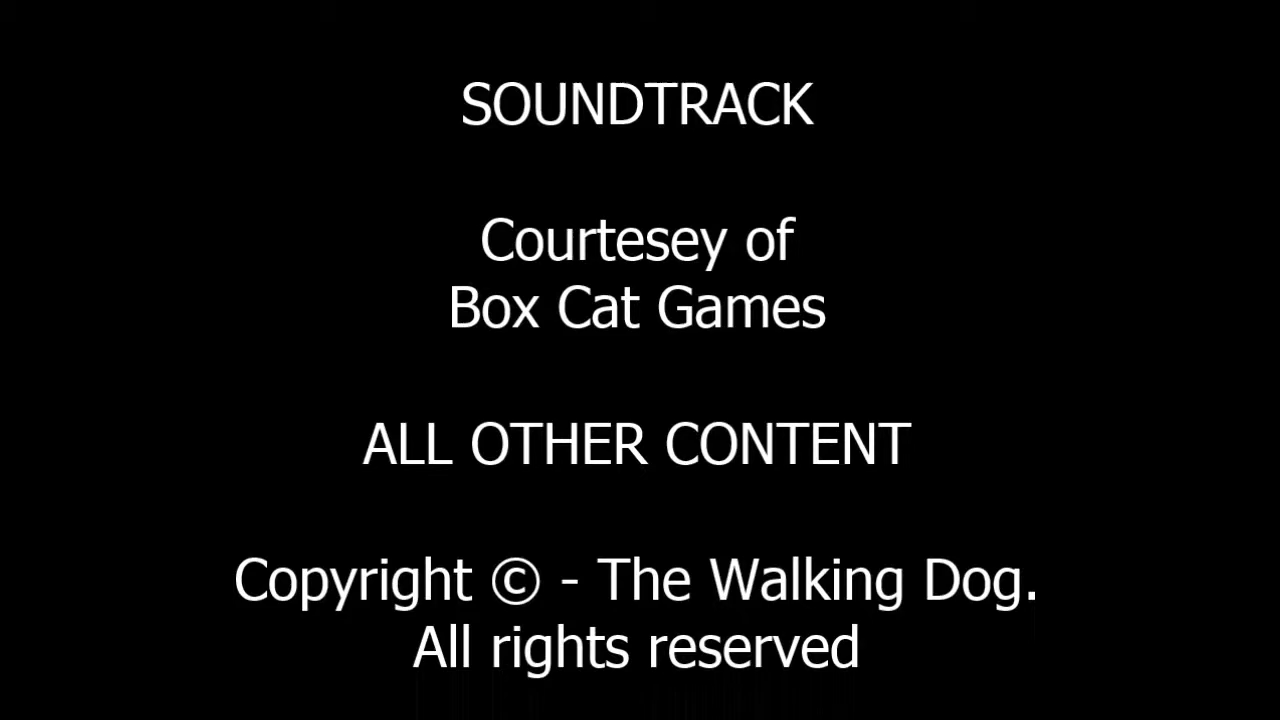 SOUNDTRACK
Courtesey of
Box Cat Games
ALL OTHER CONTENT
Copyright © - The Walking Dog.
All rights reserved